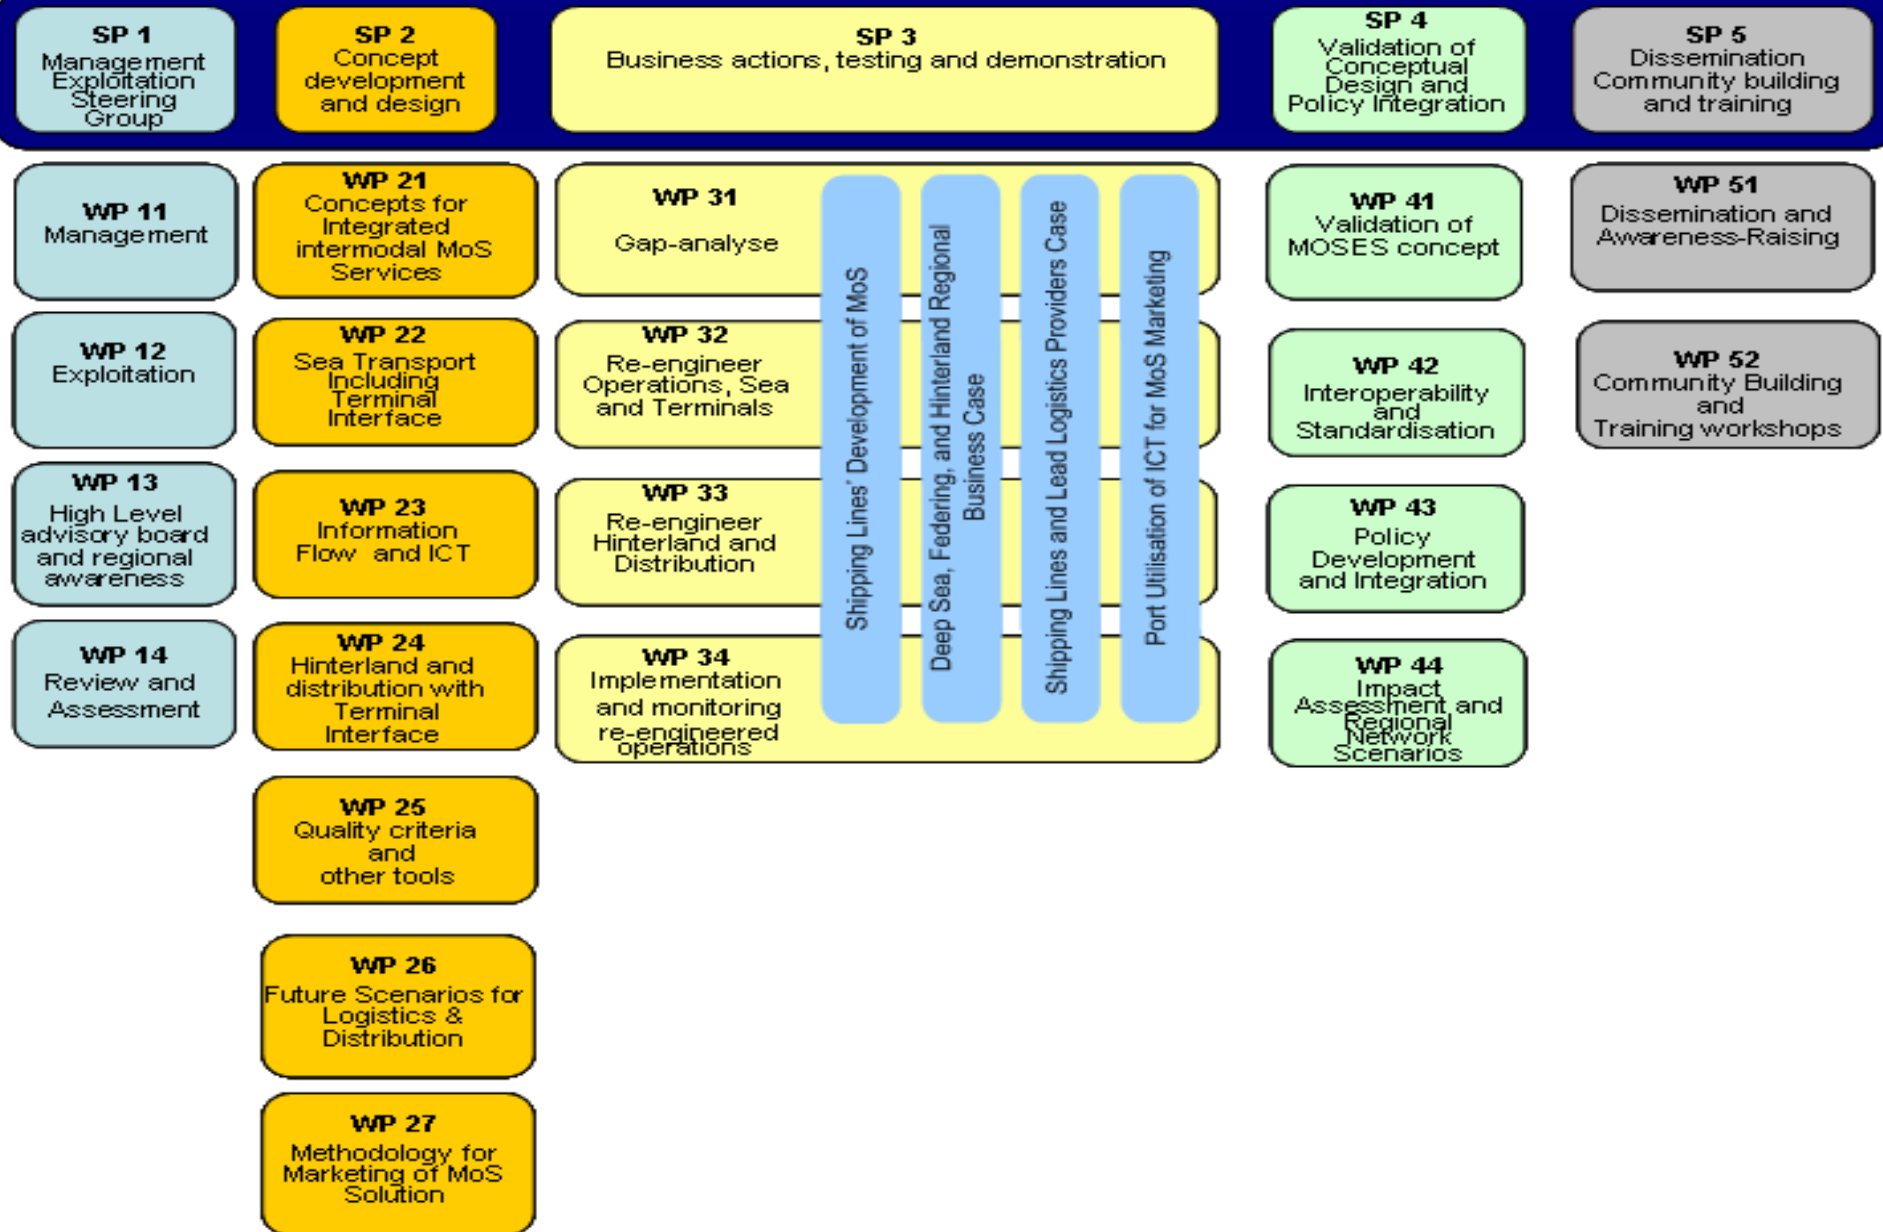 SP 1
Management
Exploitation
Steering
Group
SP 2
Concept
development
and design
SP 3
Business actions, testing and demonstration
SP 4
Validation of
Conceptual
Design and
Policy Integration
SP 5
Dissemination
Community building
and training
WP 11
Management
WP 12
Exploitation
WP 13
High Level
advisory board
and regional
awareness
WP 14
Review and
Assessment
WP 21
Concepts for
Integrated
intermodal MoS
Services
WP 22
Sea Transport
Including
Terminal
Interface
WP 23
Information
Flow and ICT
WP 24
Hinterland and
distribution with
Terminal
Interface
WP 25
Quality criteria
and
other tools
WP 26
Future Scenarios for
Logistics &
Distribution
WP 27
Methodology for
Marketing of MoS
Solution
WP 31
Gap-analyse
WP 32
Re-engineer
Operations, Sea
and Terminals
WP 33
Re-engineer
Hinterland and
Distribution
WP 34
Implementation
and monitoring
re-engineered
operations
Shipping Lines' Development of MoS
Deep Sea, Federing, and Hinterland Regional
Business Case
Shipping Lines and Lead Logistics Providers Case
Port Utilisation of ICT for MoS Marketing
WP 41
Validation of
MOSES concept
WP 42
Interoperability
and
Standardisation
WP 43
Policy
Development
and Integration
WP 44
Impact
Assessment and
Regional
Network
Scenarios
WP 51
Dissemination and
Awareness-Raising
WP 52
Community Building
and
Training workshops